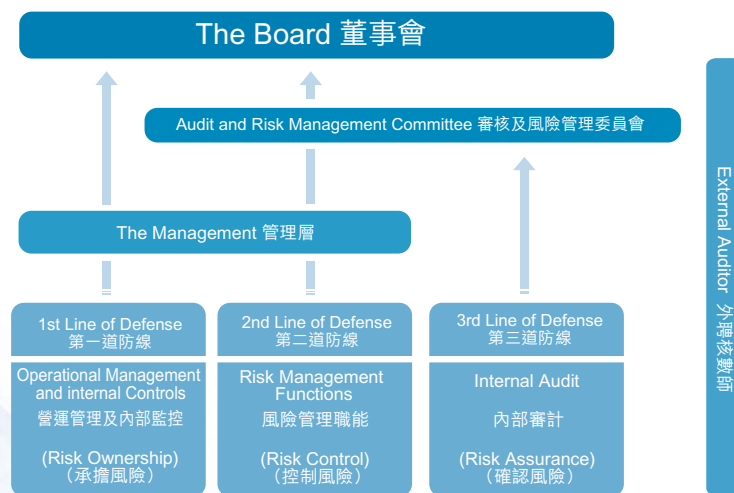 The Board 董事會
Audit and Risk Management Committee 審核及風險管理委員會
The Management 管理層
1st Line of Defense
第一道防線
Operational Management
and internal Controls
營運管理及內部監控
(Risk Ownership)
（承擔風險）
2nd Line of Defense
第二道防線
Risk Management
Functions
風險管理職能
(Risk Control)
（控制風險）
3rd Line of Defense
第三道防線
Internal Audit
內部審計
(Risk Assurance)
（確認風險）
External Auditor 外聘核數師